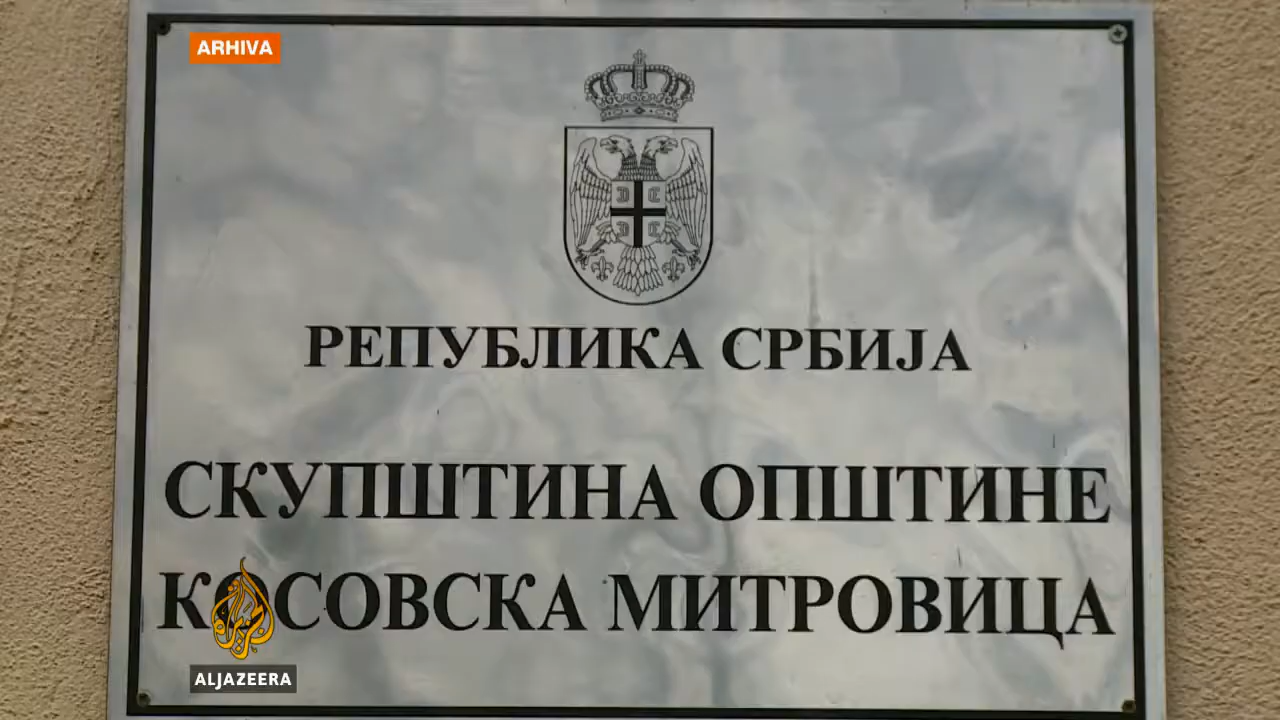 ARHIVA
РЕПУБЛИКА СРБИЈА
СКУПШТИНА ОПШТИНЕ
КОСОВСКА МИТРОВИЦА
ALJAZEERA